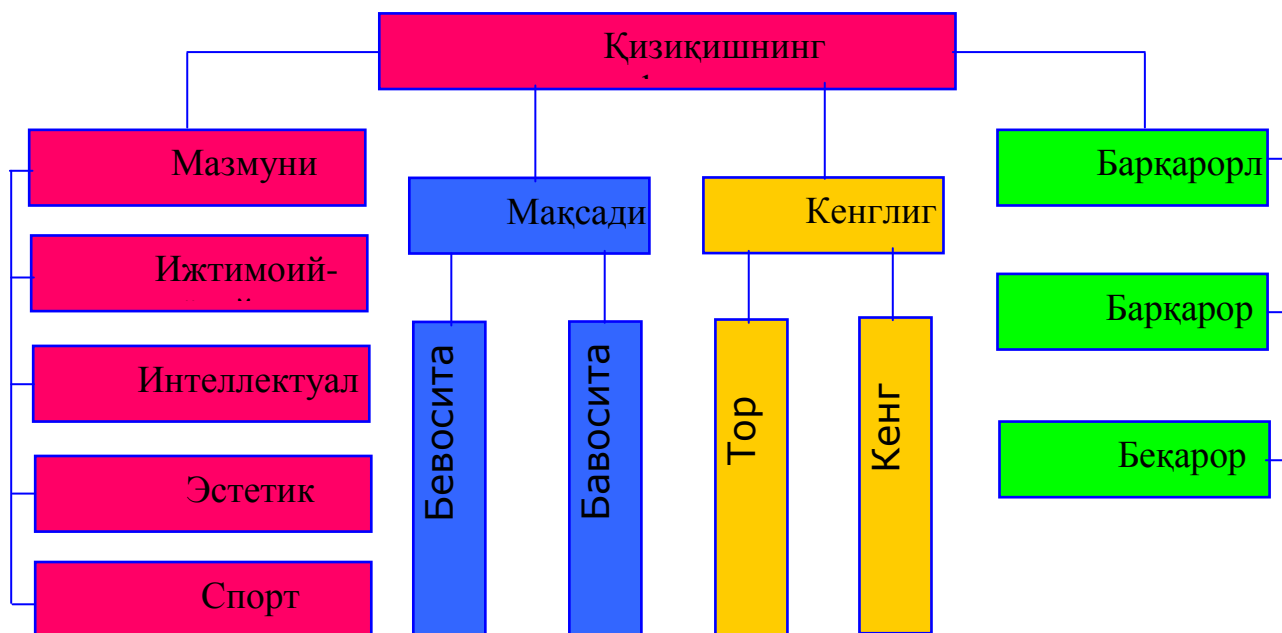 Қизиқишнинг
Мазмуни
Ижтимоий-
Интеллектуал
Эстетик
Спорт
Мақсади
Бевосита
Бавосита
Кенглиг
Тор
Кенг
Барқарорл
Барқарор
Беқарор